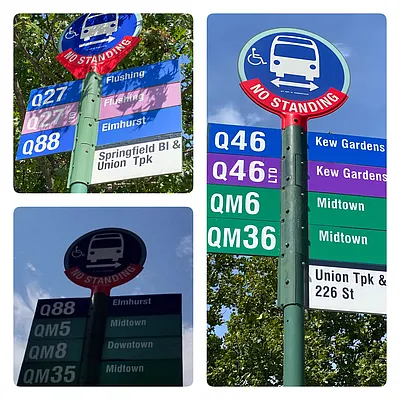 NO STANDING
Q27 Flushing
Q27 Flushing
Q88 Elmhurst
Springfield Bl &
Union Tpk
NO STANDING
Q46 Kew Gardens
Q46 LTD Kew Gardens
QM6 Midtown
QM36 Midtown
Union Tpk &
226 St
NO STANDING
Q88 Elmhurst
QM5 Midtown
QM8 Downtown
QM35 Midtown